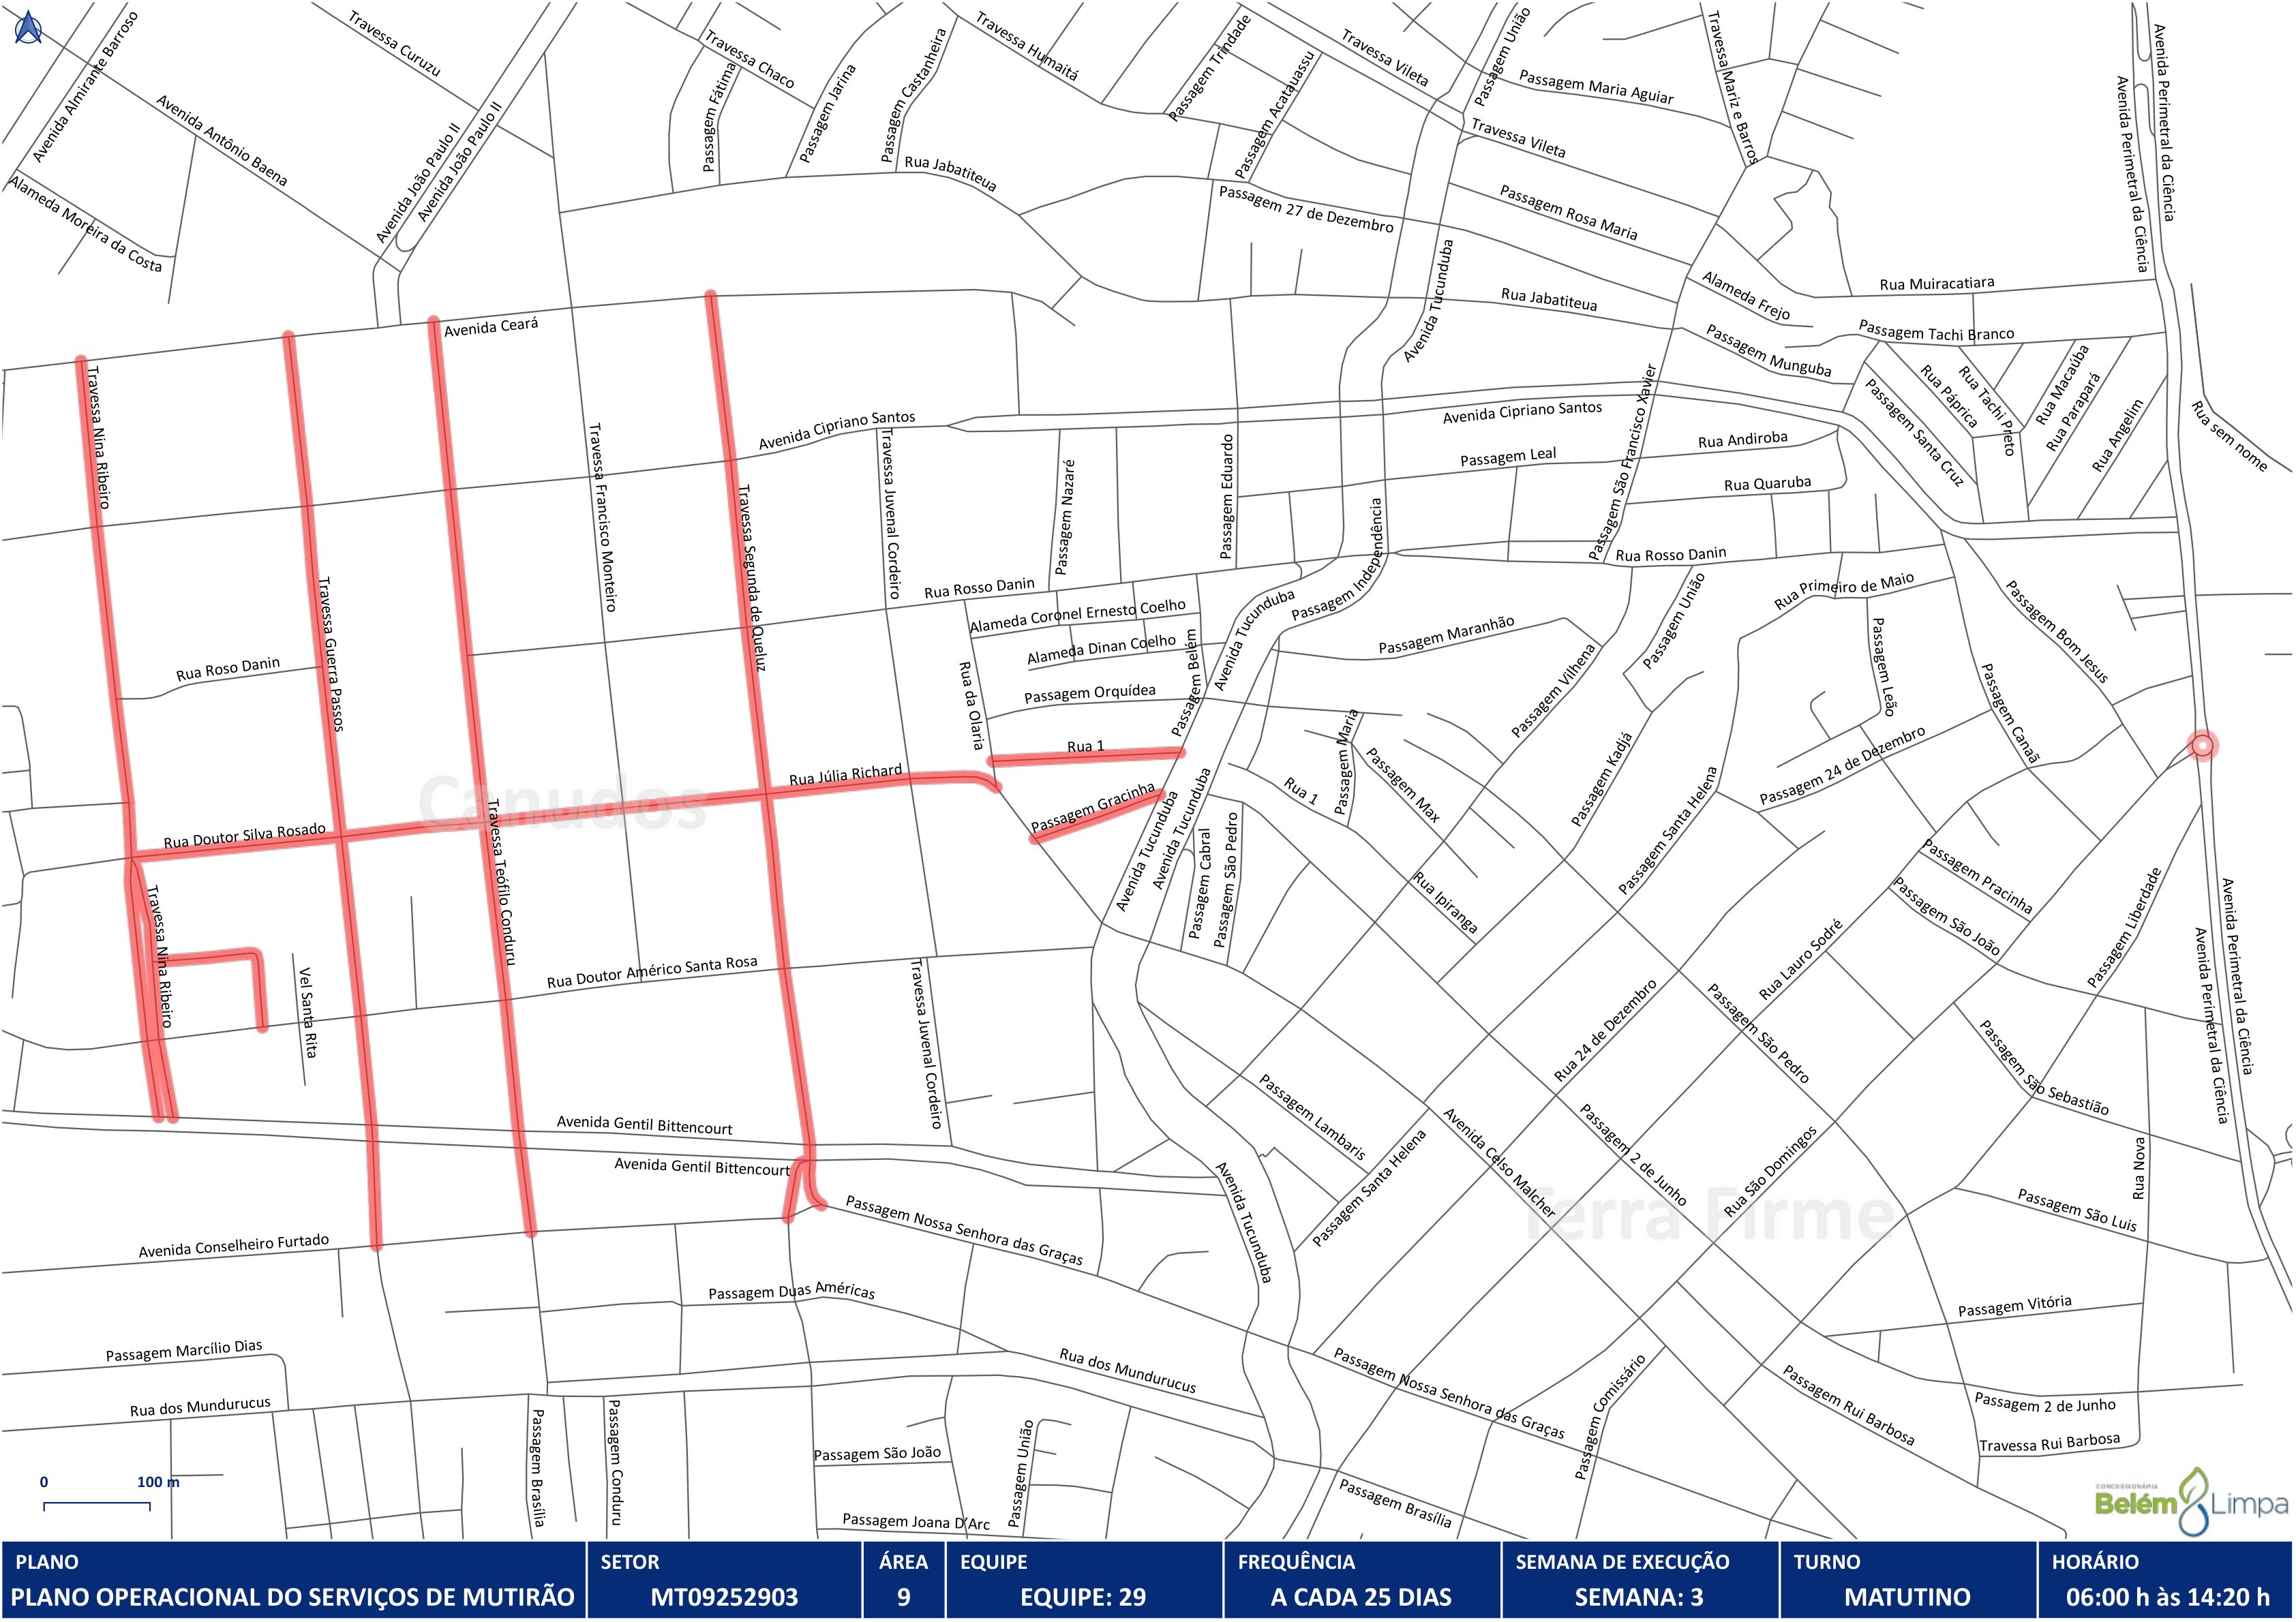 Avenida Almirante Barroso
Travessa Curuzu
Avenida Antônio Baena
Avenida João Paulo II
Avenida João Paulo II
Alameda Moreira da Costa
Travessa Chaco
Passagem Fátima
Passagem Jarina
Passagem Castanheira
Travessa Humaitá
Passagem Trindade
Passagem Acatauassu
Travessa Vileta
Passagem União
Passagem Maria Aguiar
Travessa Mariz e Barros
Avenida Perimetral da Ciência
Avenida Perimetral da Ciência
Travessa Vileta
Rua Jabatiteua
Passagem 27 de Dezembro
Passagem Rosa Maria
Avenida Tucunduba
Rua Jabatiteua
Alameda Frejo
Rua Muiracatiara
Passagem Tachi Branco
Passagem Munguba
Avenida Ceará
Travessa Nina Ribeiro
Rua Páprica
Rua Tachi Preto
Rua Macaúba
Rua Parapará
Rua Angelim
Passagem Santa Cruz
Rua sem nome
Avenida Cipriano Santos
Avenida Cipriano Santos
Travessa Francisco Monteiro
Travessa Juvenal Cordeiro
Passagem Nazaré
Passagem Eduardo
Passagem Leal
Rua Andiroba
Passagem São Francisco Xavier
Rua Quaruba
Travessa Segunda de Queluz
Passagem Independência
Rua Rosso Danin
Rua Rosso Danin
Travessa Guerra Passos
Rua Roso Danin
Alameda Coronel Ernesto Coelho
Alameda Dinan Coelho
Passagem Belém
Avenida Tucunduba
Passagem Maranhão
Passagem União
Rua Primeiro de Maio
Passagem Leão
Passagem Bom Jesus
Passagem Canaã
Rua da Olaria
Passagem Orquídea
Passagem Vilhena
Rua 1
Passagem Maria
Passagem Max
Passagem Kadjá
Passagem 24 de Dezembro
Rua Júlia Richard
Canudos
Passagem Gracinha
Rua 1
Passagem Santa Helena
Rua Doutor Silva Rosado
Travessa Teófilo Conduru
Avenida Tucunduba
Avenida Tucunduba
Passagem Cabral
Passagem São Pedro
Rua Ipiranga
Passagem Pracinha
Passagem São João
Passagem Liberdade
Avenida Perimetral da Ciência
Avenida Perimetral da Ciência
Travessa Nina Ribeiro
Vel Santa Rita
Rua Doutor Américo Santa Rosa
Travessa Juvenal Cordeiro
Rua Lauro Sodré
Rua 24 de Dezembro
Passagem São Pedro
Passagem São Sebastião
Passagem Lambaris
Avenida Gentil Bittencourt
Avenida Gentil Bittencourt
Passagem Santa Helena
Avenida Celso Malcher
Passagem 2 de Junho
Rua São Domingos
Rua Nova
Terra Firme
Passagem São Luis
Avenida Tucunduba
Passagem Nossa Senhora das Graças
Avenida Conselheiro Furtado
Passagem Duas Américas
Passagem Vitória
Passagem Marcílio Dias
Rua dos Mundurucus
Rua dos Mundurucus
Passagem Nossa Senhora das Graças
Passagem Comissário
Passagem Rui Barbosa
Passagem 2 de Junho
Travessa Rui Barbosa
Passagem Brasília
Passagem Conduru
Passagem São João
Passagem União
Passagem Joana D'Arc
Passagem Brasília
0 100 m
CONCESSIONÁRIA
Belém Limpa
PLANO
PLANO OPERACIONAL DO SERVIÇOS DE MUTIRÃO
SETOR
MT09252903
ÁREA
9
EQUIPE
EQUIPE: 29
FREQUÊNCIA
A CADA 25 DIAS
SEMANA DE EXECUÇÃO
SEMANA: 3
TURNO
MATUTINO
HORÁRIO
06:00 h às 14:20 h